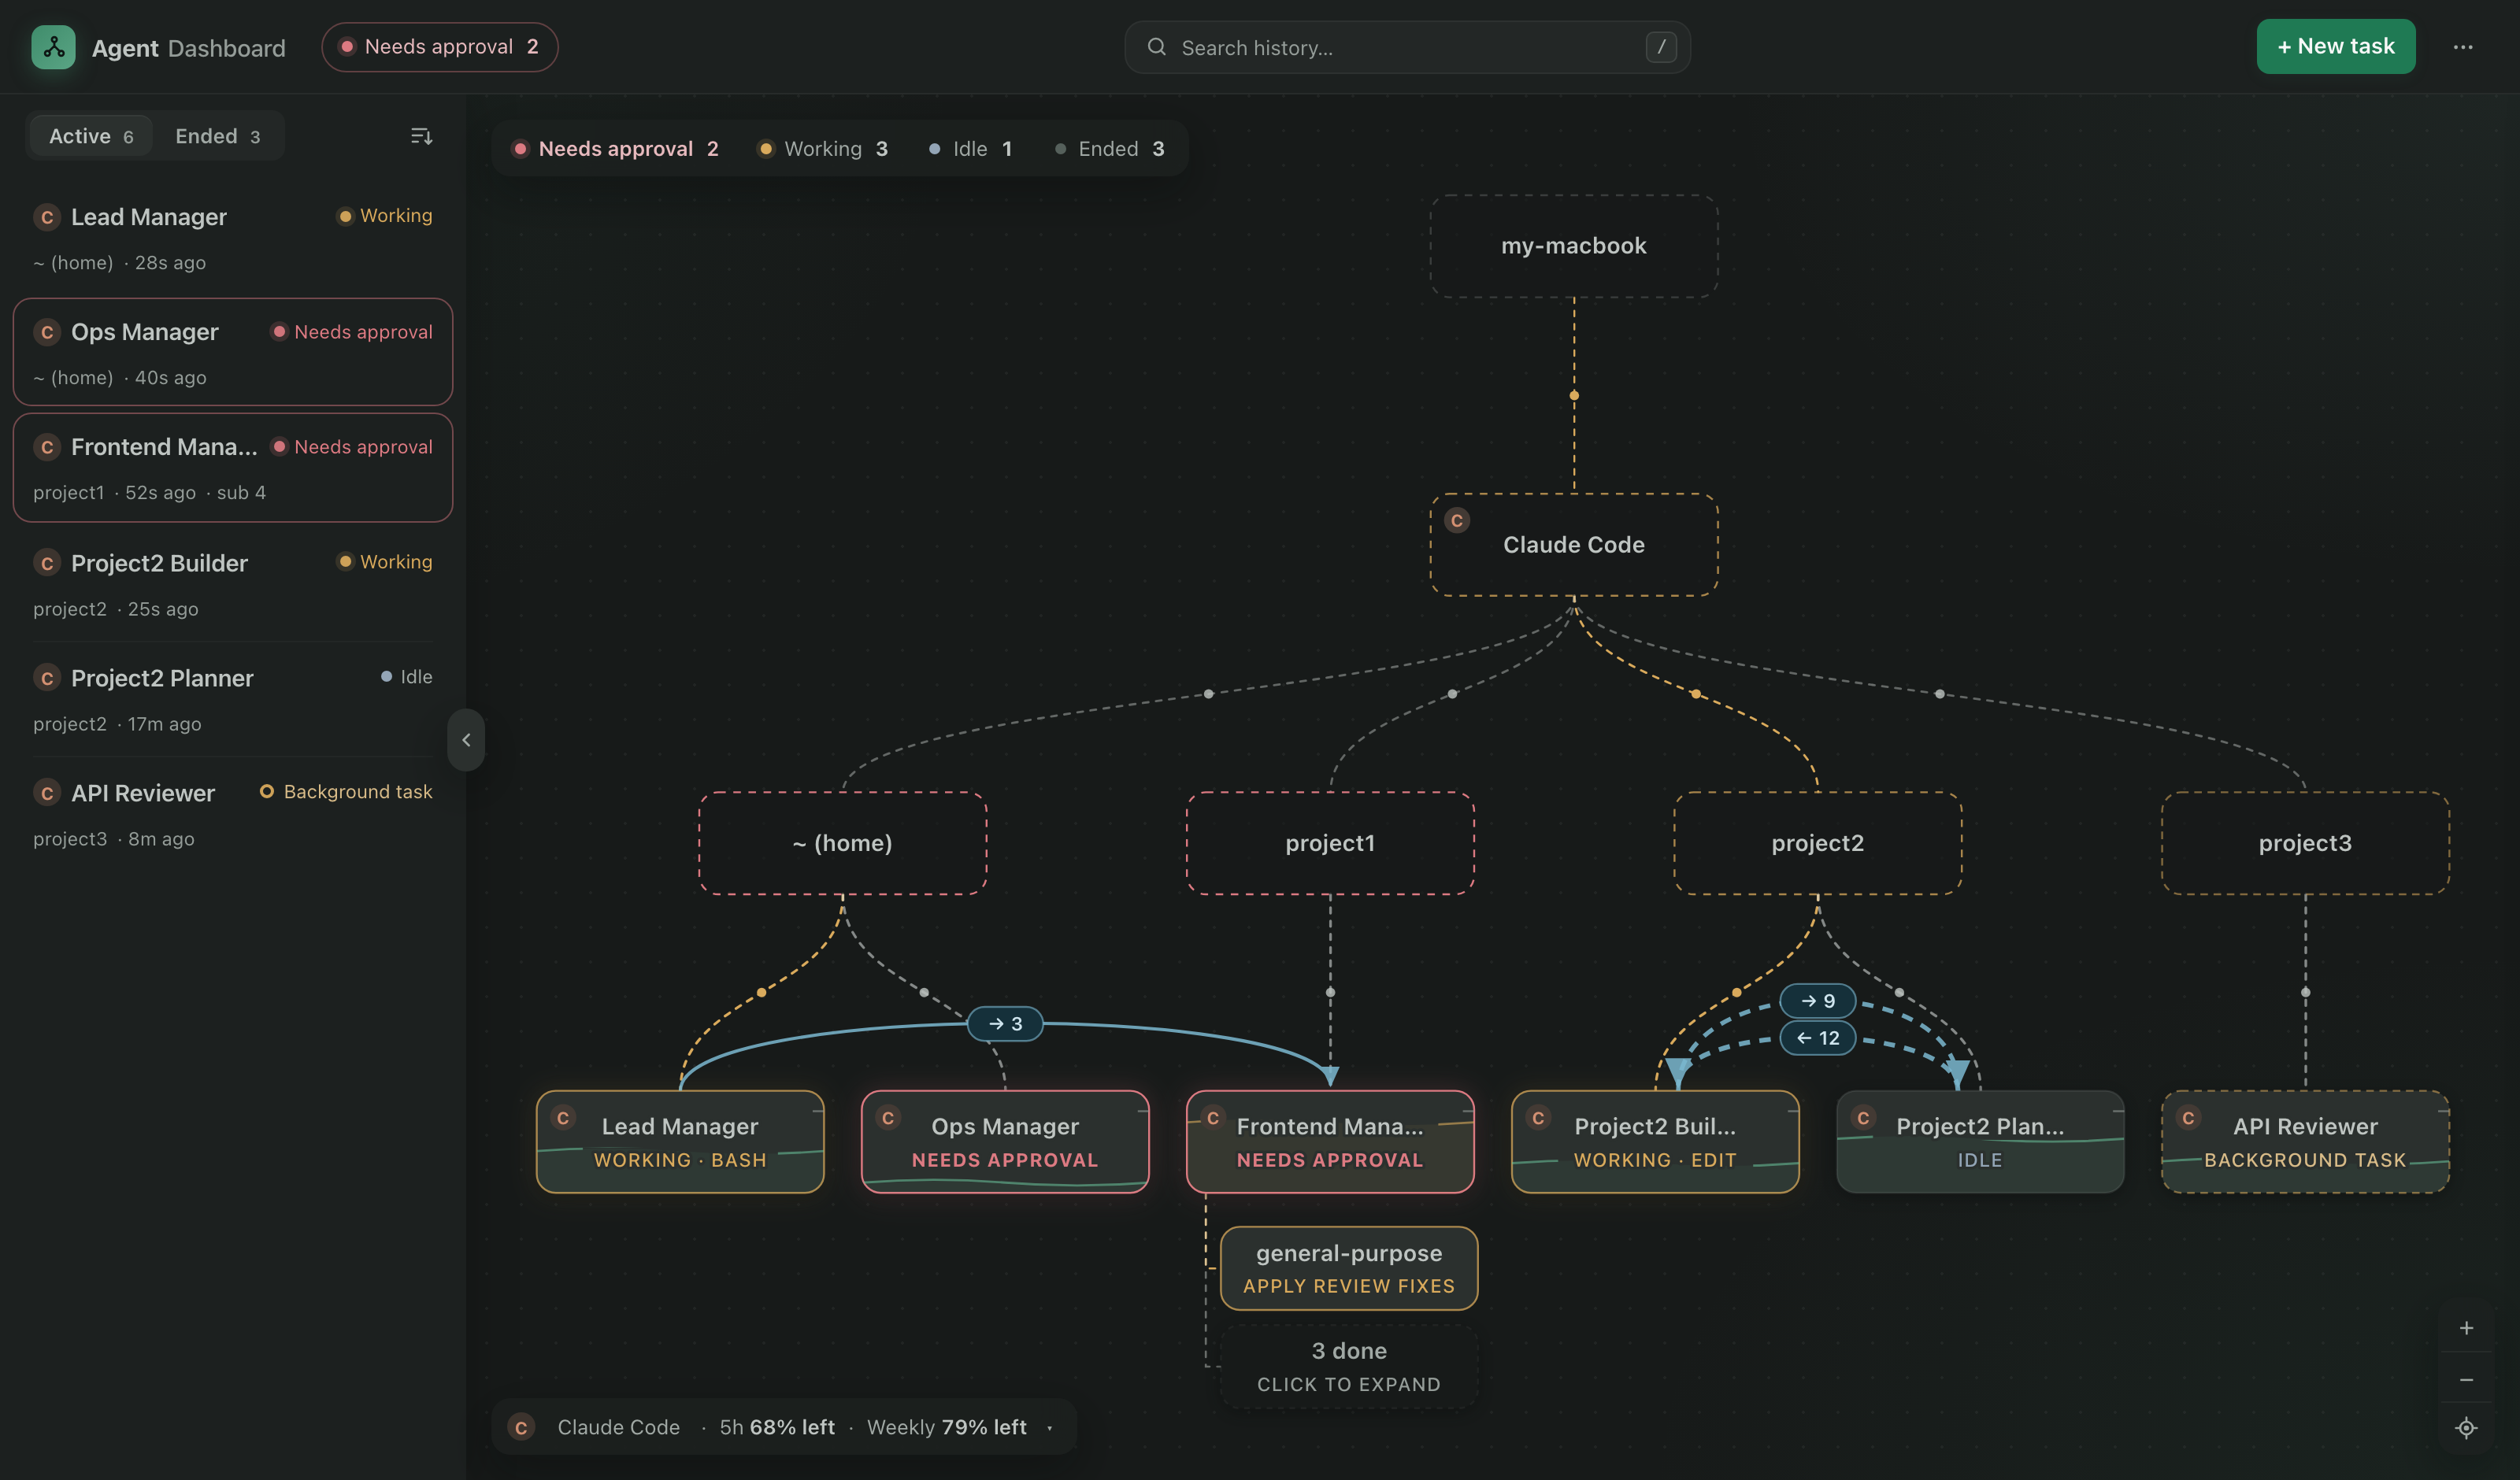 Agent Dashboard
Needs approval 2
Search history...
/
+ New task
Active 6
Ended 3
C Lead Manager Working
~ (home) · 28s ago
C Ops Manager Needs approval
~ (home) · 40s ago
C Frontend Mana... Needs approval
project1 · 52s ago · sub 4
C Project2 Builder Working
project2 · 25s ago
C Project2 Planner Idle
project2 · 17m ago
C API Reviewer Background task
project3 · 8m ago
Needs approval 2 Working 3 Idle 1 Ended 3
my-macbook
C
Claude Code
~ (home)
project1
project2
project3
→ 3
→ 9
← 12
C Lead Manager
WORKING · BASH
C Ops Manager
NEEDS APPROVAL
C Frontend Mana...
NEEDS APPROVAL
C Project2 Buil...
WORKING · EDIT
C Project2 Plan...
IDLE
C API Reviewer
BACKGROUND TASK
general-purpose
APPLY REVIEW FIXES
3 done
CLICK TO EXPAND
C Claude Code · 5h 68% left · Weekly 79% left
+
−